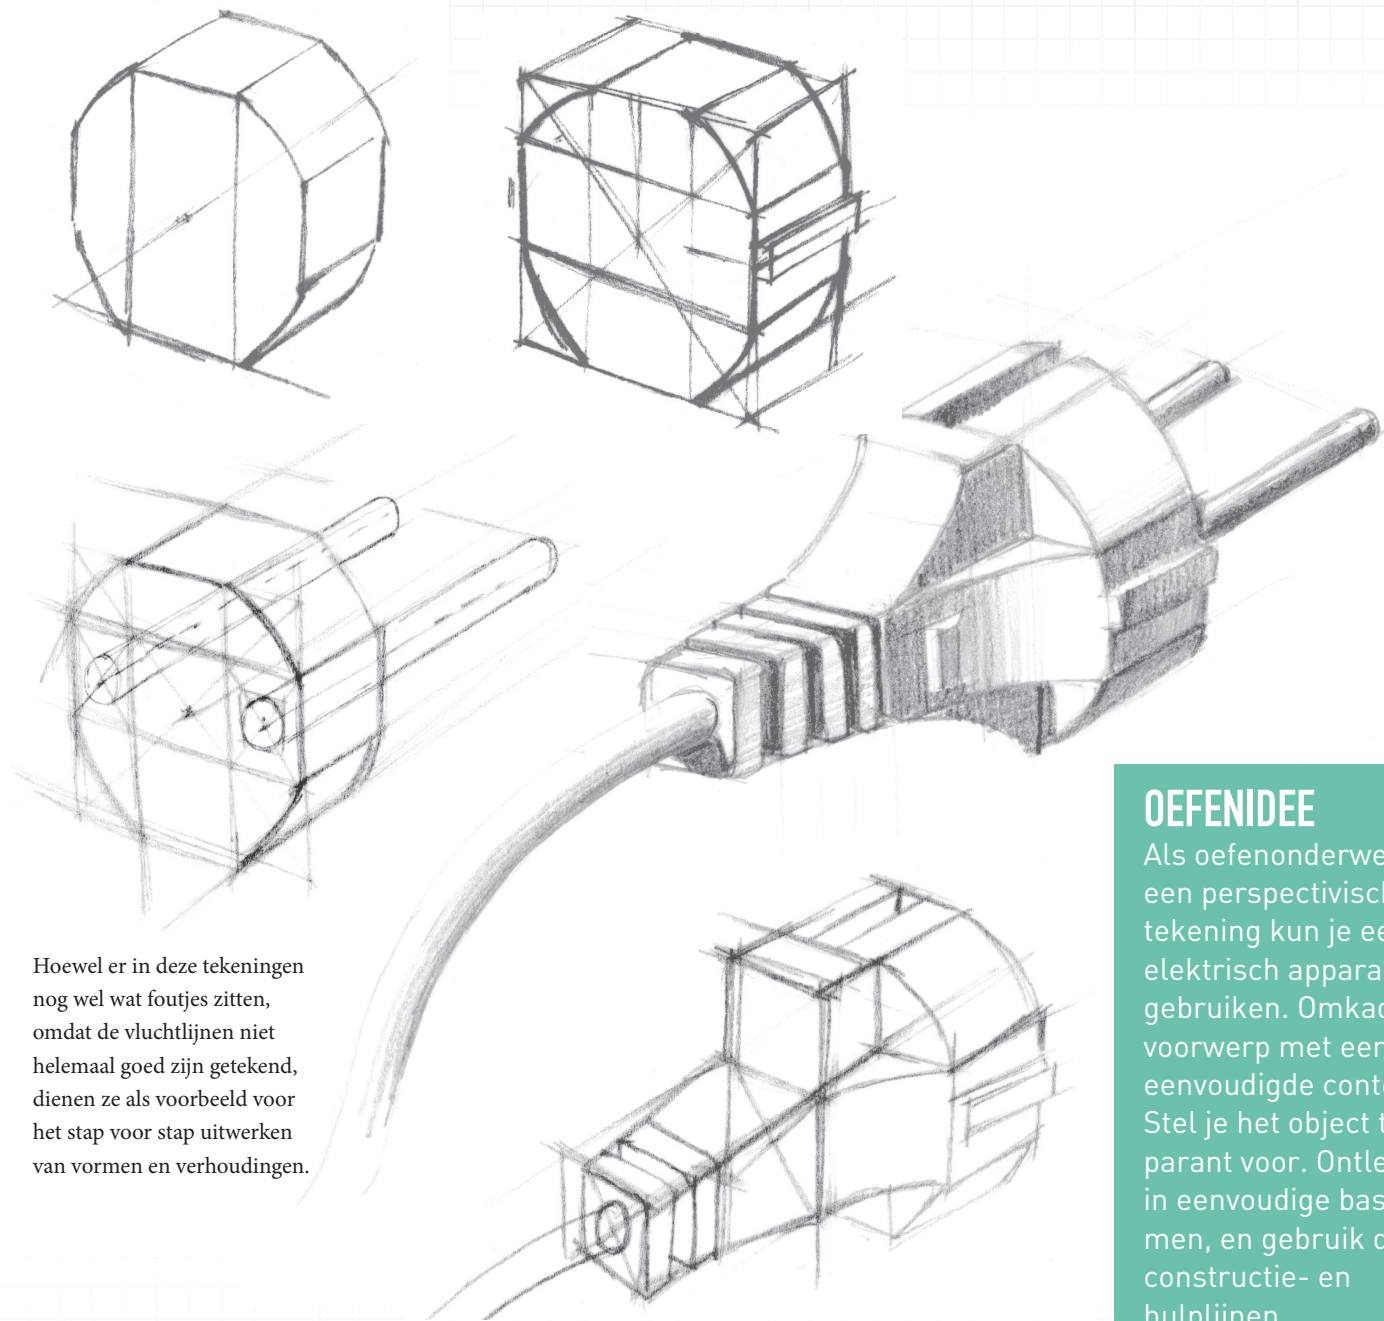 Hoewel er in deze tekeningen
nog wel wat foutjes zitten,
omdat de vluchtlijnen niet
helemaal goed zijn getekend,
dienen ze als voorbeeld voor
het stap voor stap uitwerken
van vormen en verhoudingen.
OEFENIDEE
Als oefenonderwe
een perspectivisch
tekening kun je ee
elektrisch appara
gebruiken. Omkad
voorwerp met een
eenvoudigde conto
Stel je het object t
parant voor. Ontle
in eenvoudige bas
men, en gebruik
constructie- en
hulplijnen